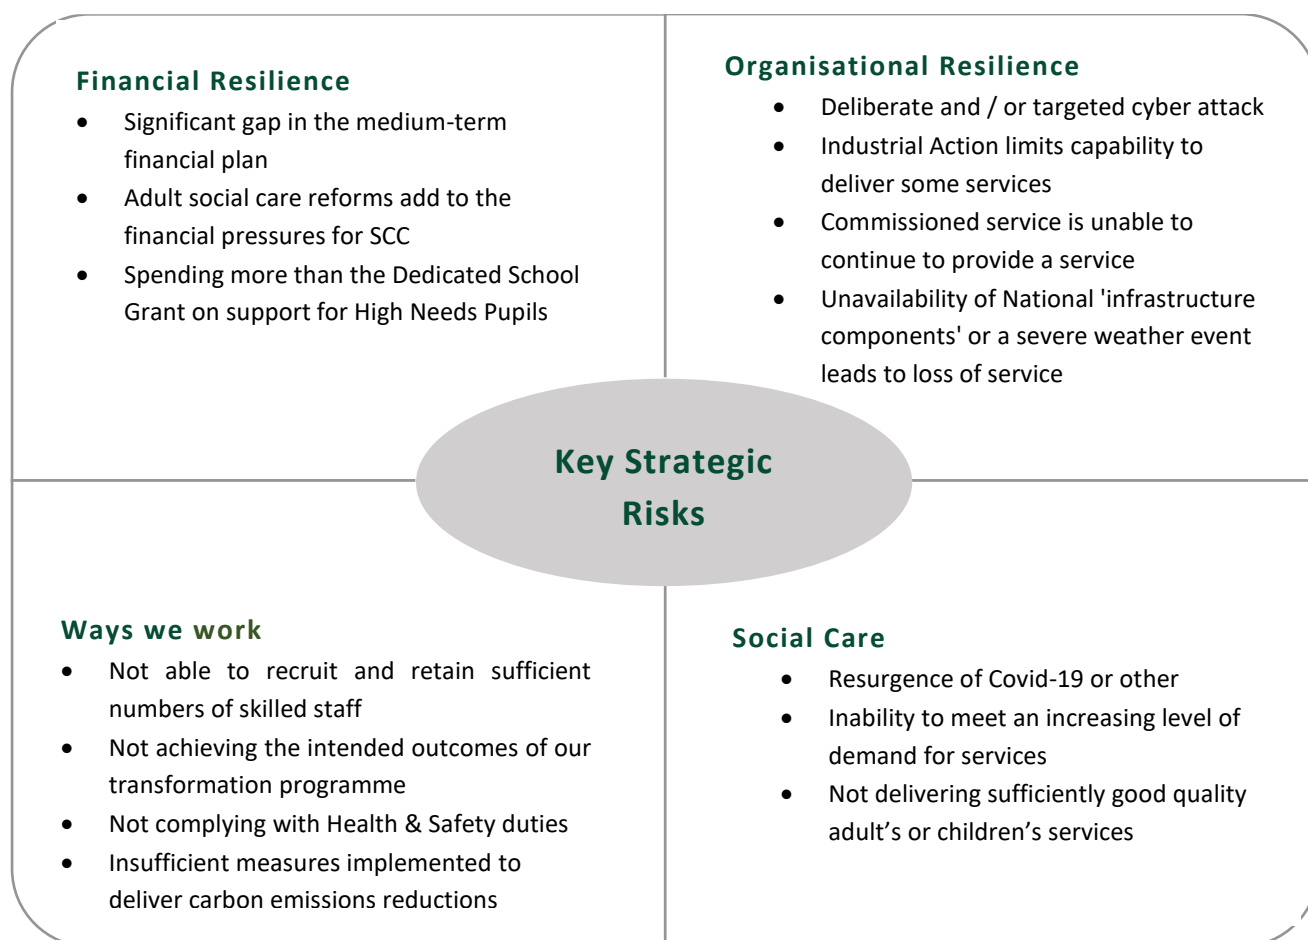 Financial Resilience
• Significant gap in the medium-term
financial plan
• Adult social care reforms add to the
financial pressures for SCC
• Spending more than the Dedicated School
Grant on support for High Needs Pupils
Organisational Resilience
• Deliberate and / or targeted cyber attack
• Industrial Action limits capability to
deliver some services
• Commissioned service is unable to
continue to provide a service
• Unavailability of National 'infrastructure
components' or a severe weather event
leads to loss of service
Key Strategic
Risks
Ways we work
• Not able to recruit and retain sufficient
numbers of skilled staff
• Not achieving the intended outcomes of our
transformation programme
• Not complying with Health & Safety duties
• Insufficient measures implemented to
deliver carbon emissions reductions
Social Care
• Resurgence of Covid-19 or other
• Inability to meet an increasing level of
demand for services
• Not delivering sufficiently good quality
adult’s or children’s services